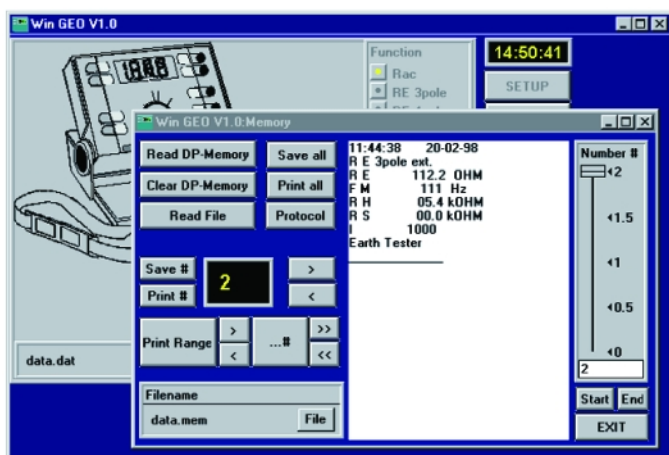 Win GEO V1.0
Function
Rac
RE 3pole
14:50:41
SETUP
data.dat
Win GEO V1.0:Memory
Read DP-Memory
Save all
Clear DP-Memory
Print all
Read File
Protocol
Save #
Print #
2
>
<
Print Range
>
<
...#
>>
<<
Filename
data.mem
File
11:44:38 20-02-98
R E 3pole ext.
R E 112.2 OHM
F M 111 Hz
R H 05.4 kOHM
R S 00.0 kOHM
I 1000
Earth Tester
Number #
2
1.5
1
0.5
0
2
Start
End
EXIT